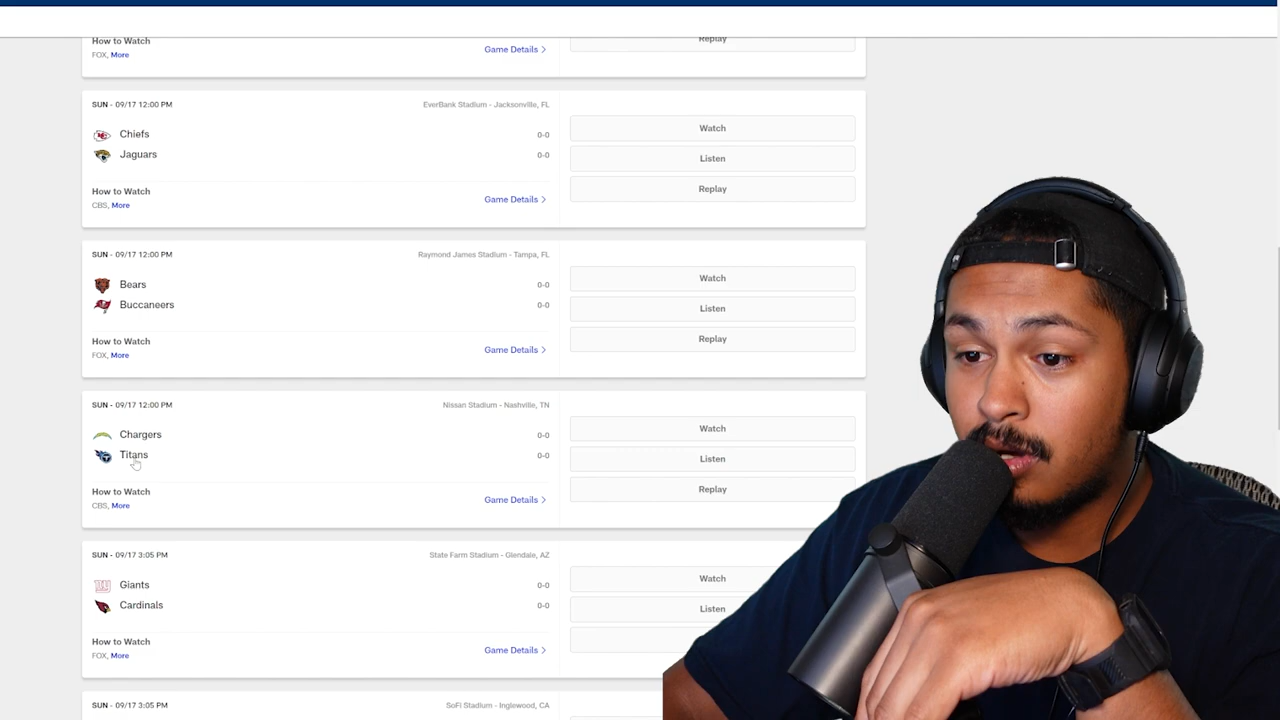 Replay
How to Watch
FOX, More
Game Details >
SUN - 09/17 12:00 PM
EverBank Stadium - Jacksonville, FL
Chiefs
0-0
Jaguars
0-0
How to Watch
CBS, More
Game Details >
Watch
Listen
Replay
SUN - 09/17 12:00 PM
Raymond James Stadium - Tampa, FL
Bears
0-0
Buccaneers
0-0
How to Watch
FOX, More
Game Details >
Watch
Listen
Replay
SUN - 09/17 12:00 PM
Nissan Stadium - Nashville, TN
Chargers
0-0
Titans
0-0
How to Watch
CBS, More
Game Details >
Watch
Listen
Replay
SUN - 09/17 3:05 PM
State Farm Stadium - Glendale, AZ
Giants
0-0
Cardinals
0-0
How to Watch
FOX, More
Game Details >
Watch
Listen
SUN - 09/17 3:05 PM
SoFi Stadium - Inglewood, CA